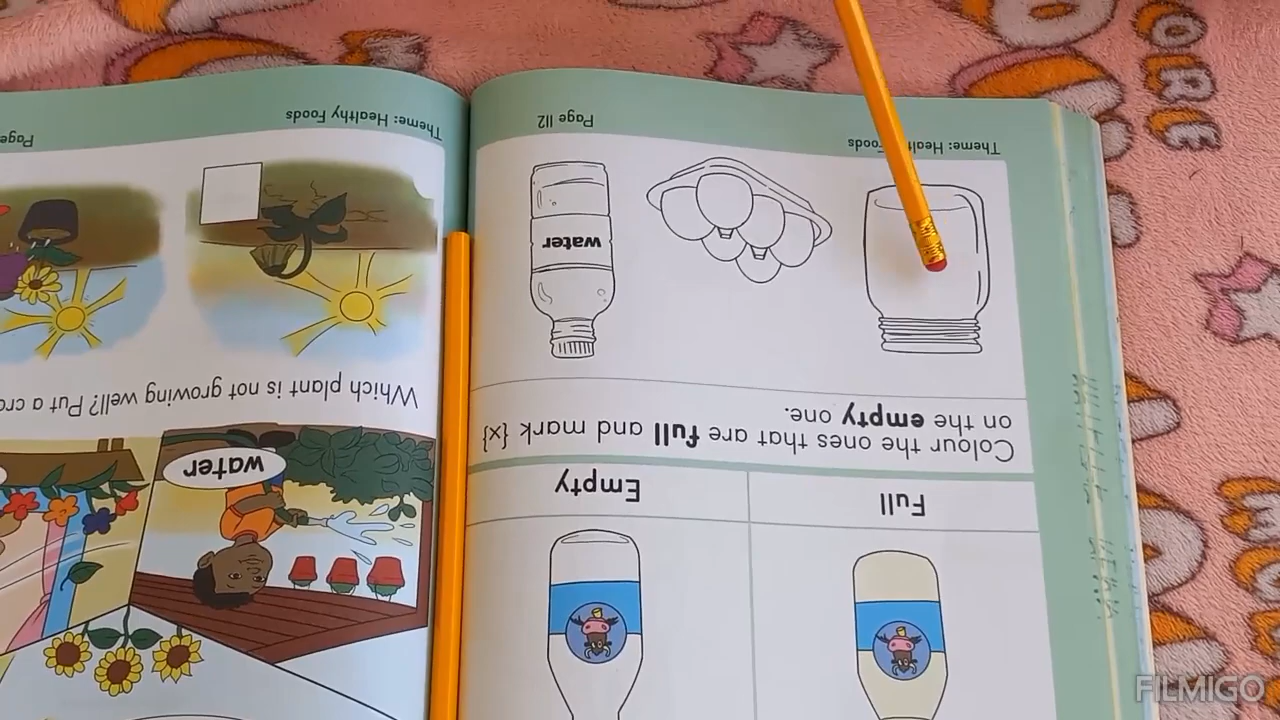 Full
Empty
Colour the ones that are full and mark {x}
on the empty one.
water
Theme: Healthy Foods
Page 112
water
Which plant is not growing well? Put a
Theme: Healthy Foods
Page
FILMIGO